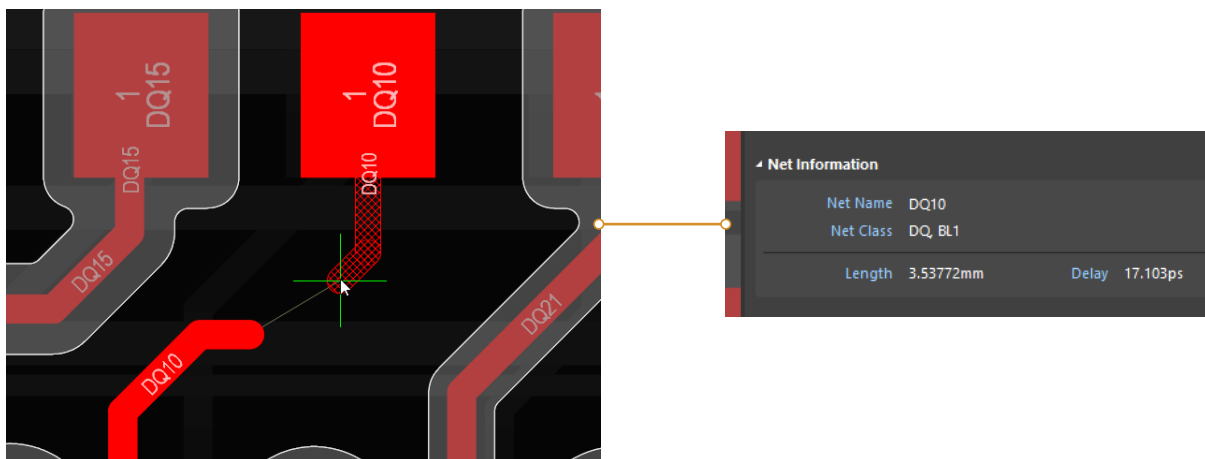 1
DQ15
DQ15
DQ15
1
DQ10
DQ10
DQ10
DQ21
Net Information
Net Name DQ10
Net Class DQ, BL1
Length 3.53772mm Delay 17.103ps